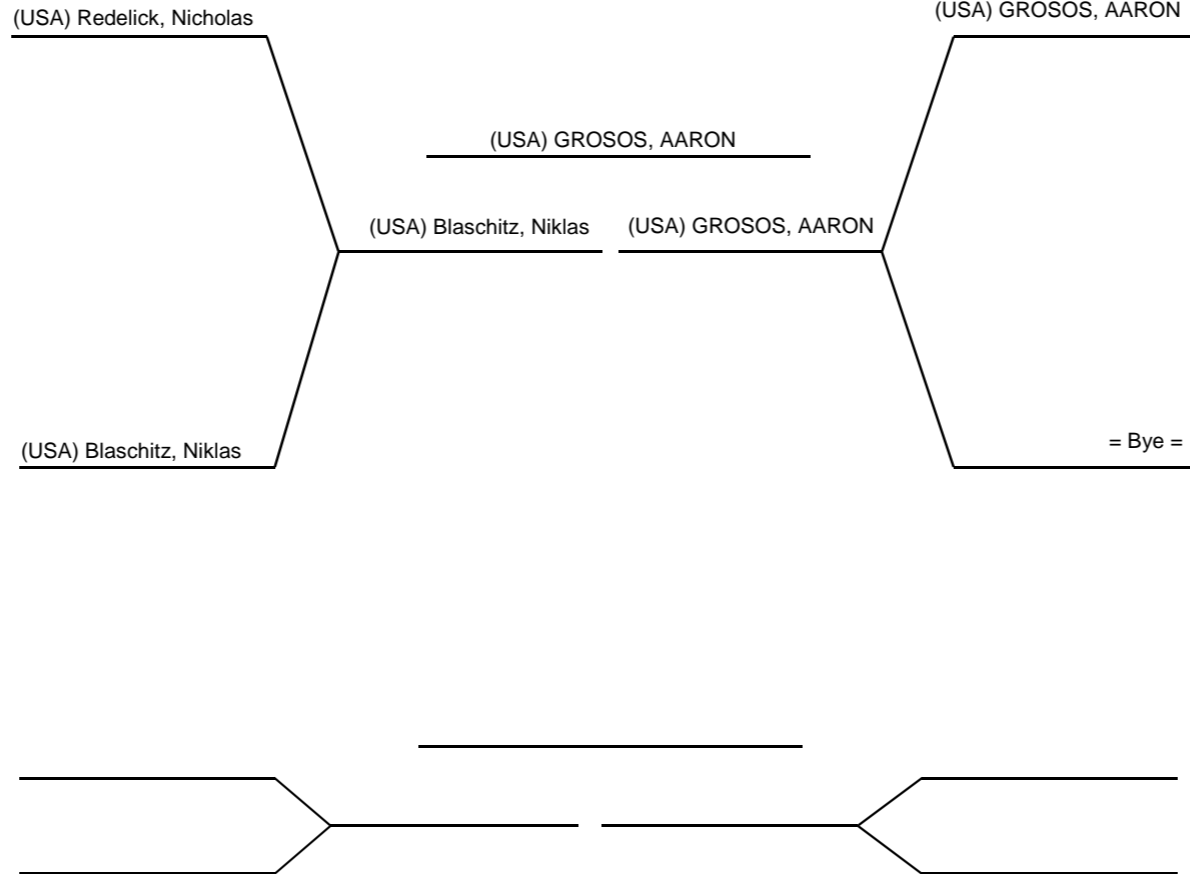 (USA) Redelick, Nicholas
(USA) GROSOS, AARON
(USA) GROSOS, AARON
(USA) Blaschitz, Niklas
(USA) GROSOS, AARON
(USA) Blaschitz, Niklas
= Bye =